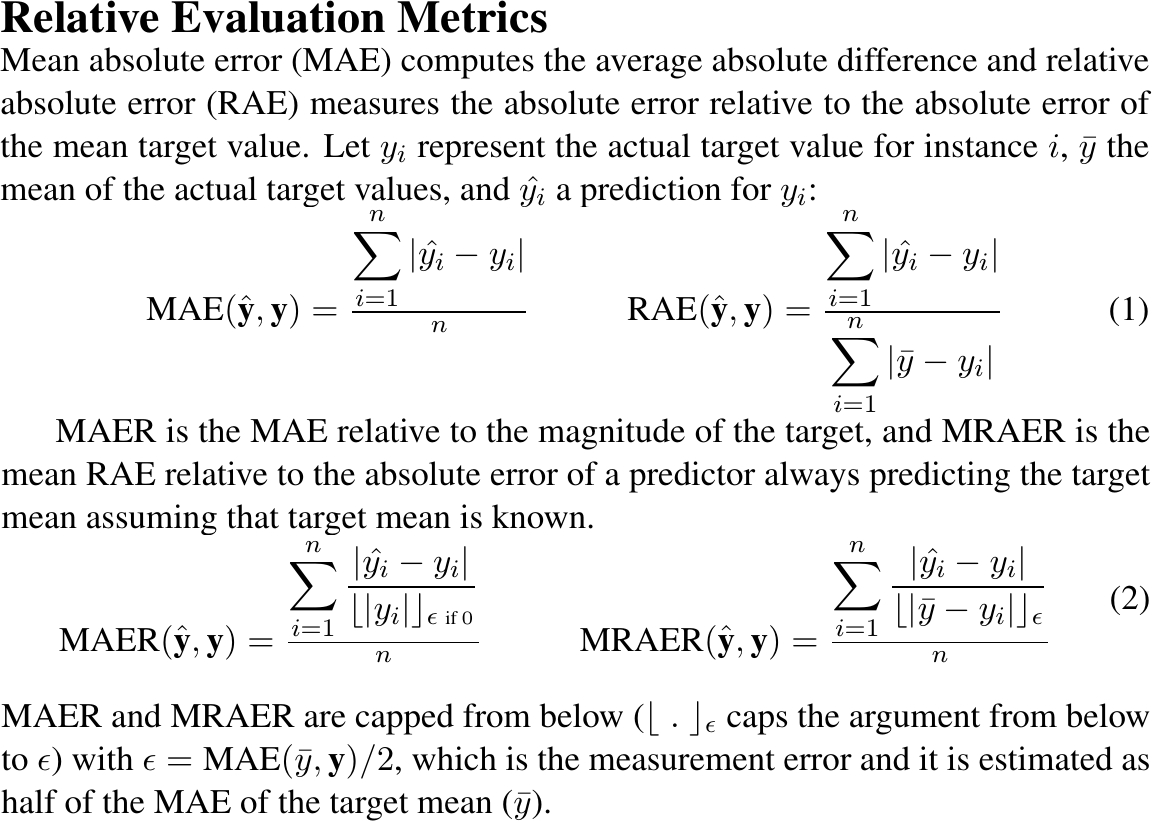 Relative Evaluation Metrics
Mean absolute error (MAE) computes the average absolute difference and relative
absolute error (RAE) measures the absolute error relative to the absolute error of
the mean target value. Let $y_i$ represent the actual target value for instance $i$, $\bar{y}$ the
mean of the actual target values, and $\hat{y_i}$ a prediction for $y_i$:
$\text{MAE}(\hat{\mathbf{y}}, \mathbf{y}) = \frac{\sum_{i=1}^{n} |\hat{y_i} - y_i|}{n}$ $\text{RAE}(\hat{\mathbf{y}}, \mathbf{y}) = \frac{\sum_{i=1}^{n} |\hat{y_i} - y_i|}{\sum_{i=1}^{n} |\bar{y} - y_i|}$ (1)
MAER is the MAE relative to the magnitude of the target, and MRAER is the
mean RAE relative to the absolute error of a predictor always predicting the target
mean assuming that target mean is known.
$\text{MAER}(\hat{\mathbf{y}}, \mathbf{y}) = \frac{\sum_{i=1}^{n} \frac{|\hat{y_i} - y_i|}{\lfloor |y_i| \rfloor_{\epsilon \text{ if } 0}}}{n}$ $\text{MRAER}(\hat{\mathbf{y}}, \mathbf{y}) = \frac{\sum_{i=1}^{n} \frac{|\hat{y_i} - y_i|}{\lfloor |\bar{y} - y_i| \rfloor_{\epsilon}}}{n}$ (2)
MAER and MRAER are capped from below ($\lfloor \, . \, \rfloor_{\epsilon}$ caps the argument from below
to $\epsilon$) with $\epsilon = \text{MAE}(\bar{y}, \mathbf{y})/2$, which is the measurement error and it is estimated as
half of the MAE of the target mean ($\bar{y}$).